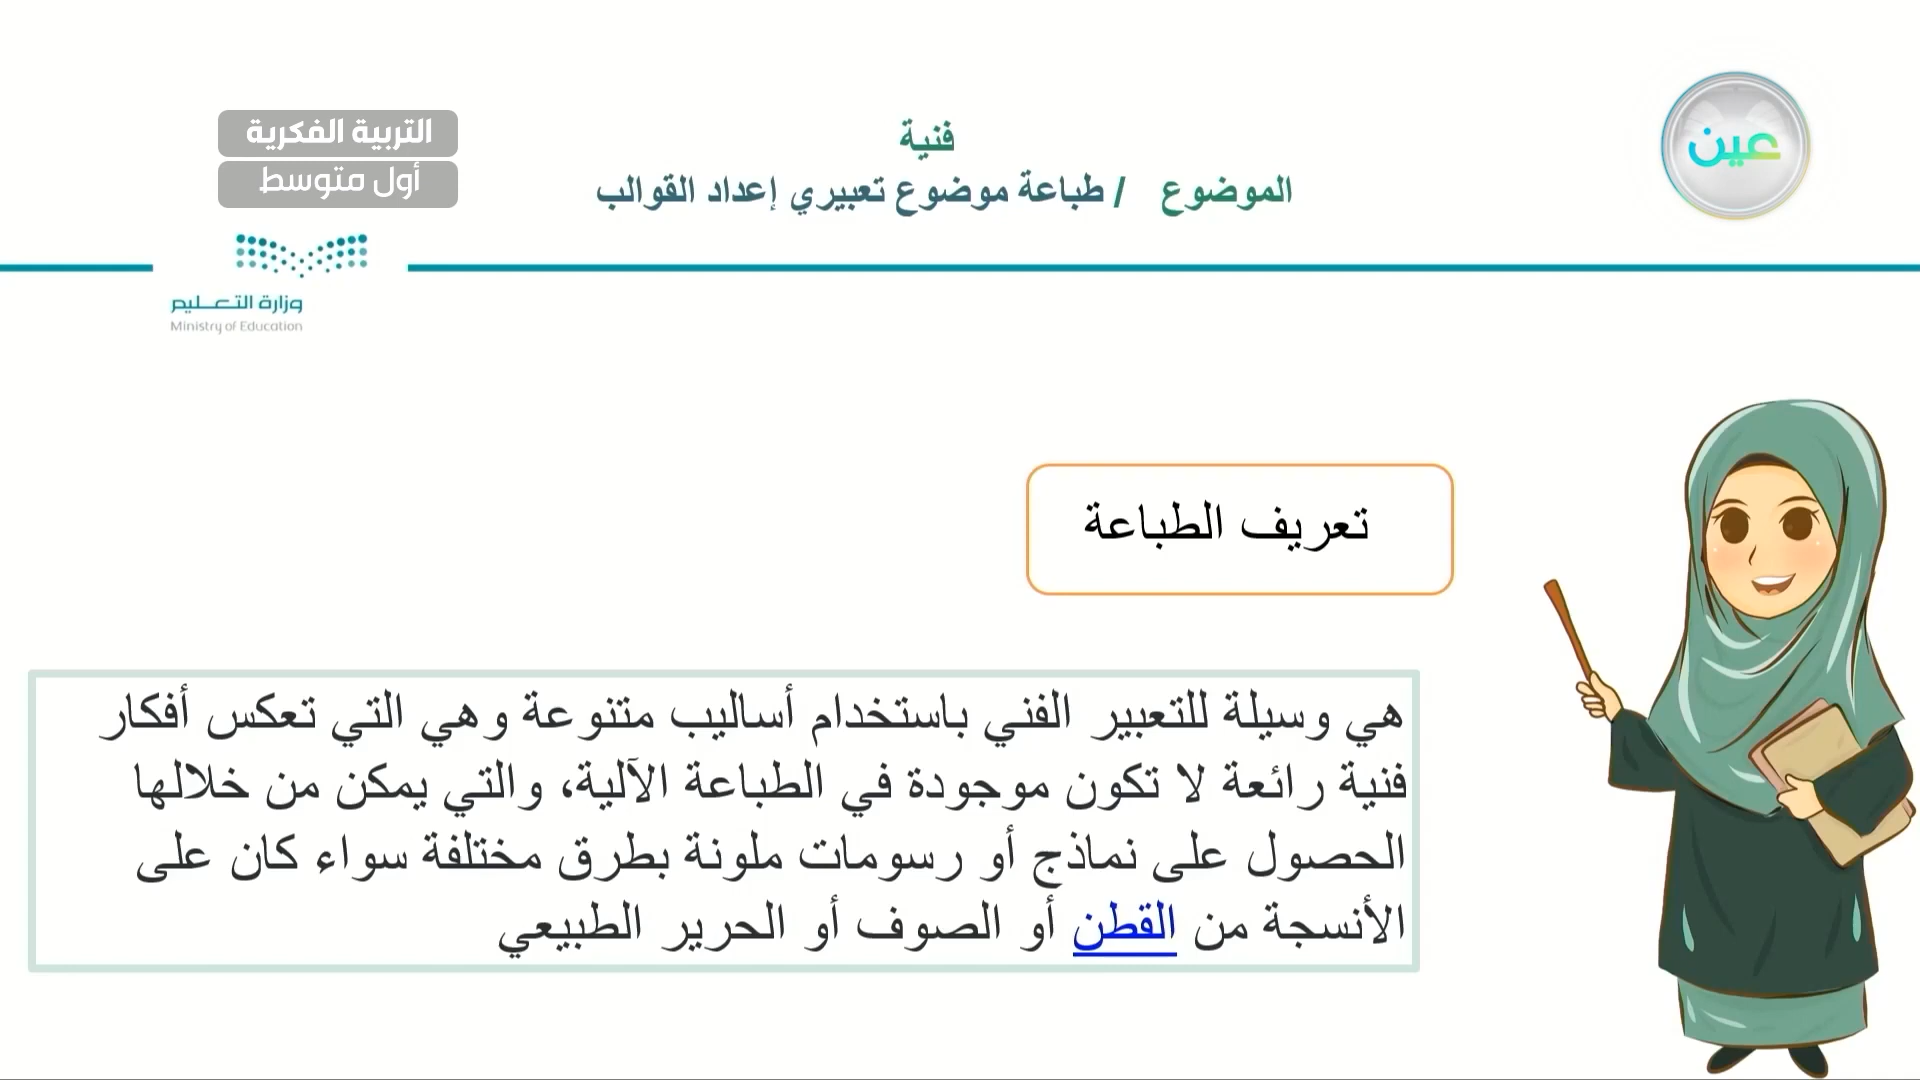 عين
فنية
الموضوع / طباعة موضوع تعبيري إعداد القوالب
التربية الفكرية
أول متوسط
وزارة التعليم
Ministry of Education
تعريف الطباعة
هي وسيلة للتعبير الفني باستخدام أساليب متنوعة وهي التي تعكس أفكار
فنية رائعة لا تكون موجودة في الطباعة الآلية، والتي يمكن من خلالها
الحصول على نماذج أو رسومات ملونة بطرق مختلفة سواء كان على
الأنسجة من القطن أو الصوف أو الحرير الطبيعي